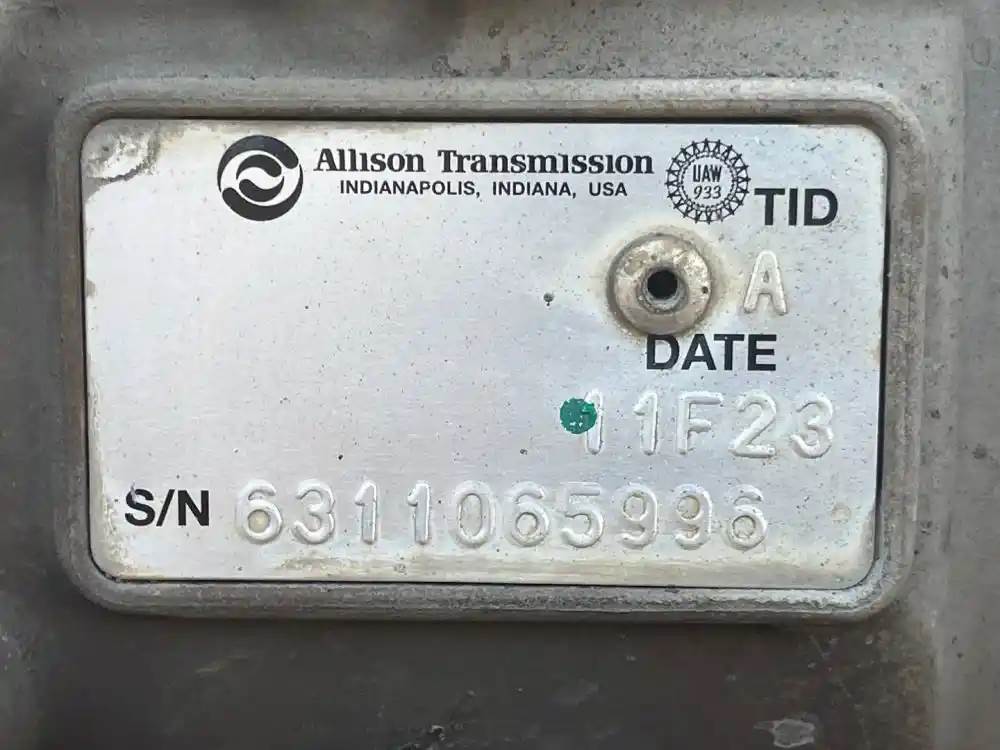 Allison Transmission
INDIANAPOLIS, INDIANA, USA
UAW
933
TID
A
DATE
11F23
S/N 6311065996